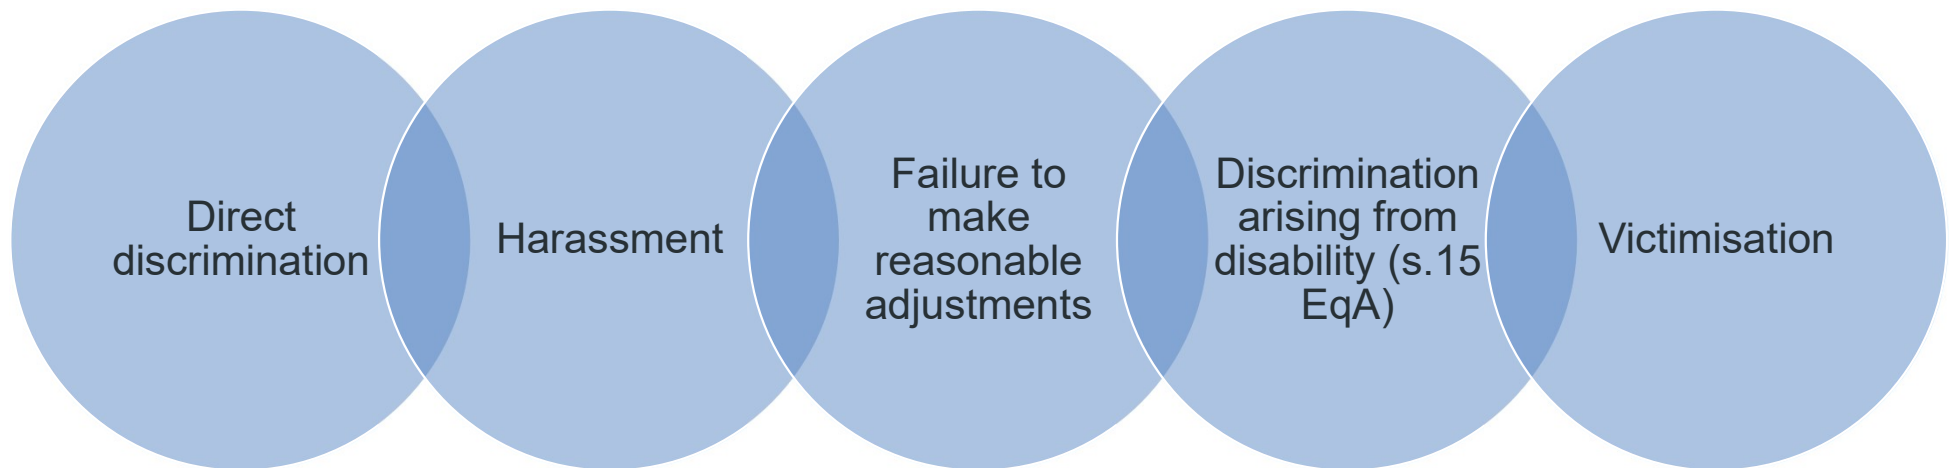 Direct
discrimination
Harassment
Failure to
make
reasonable
adjustments
Discrimination
arising from
disability (s.15
EqA)
Victimisation